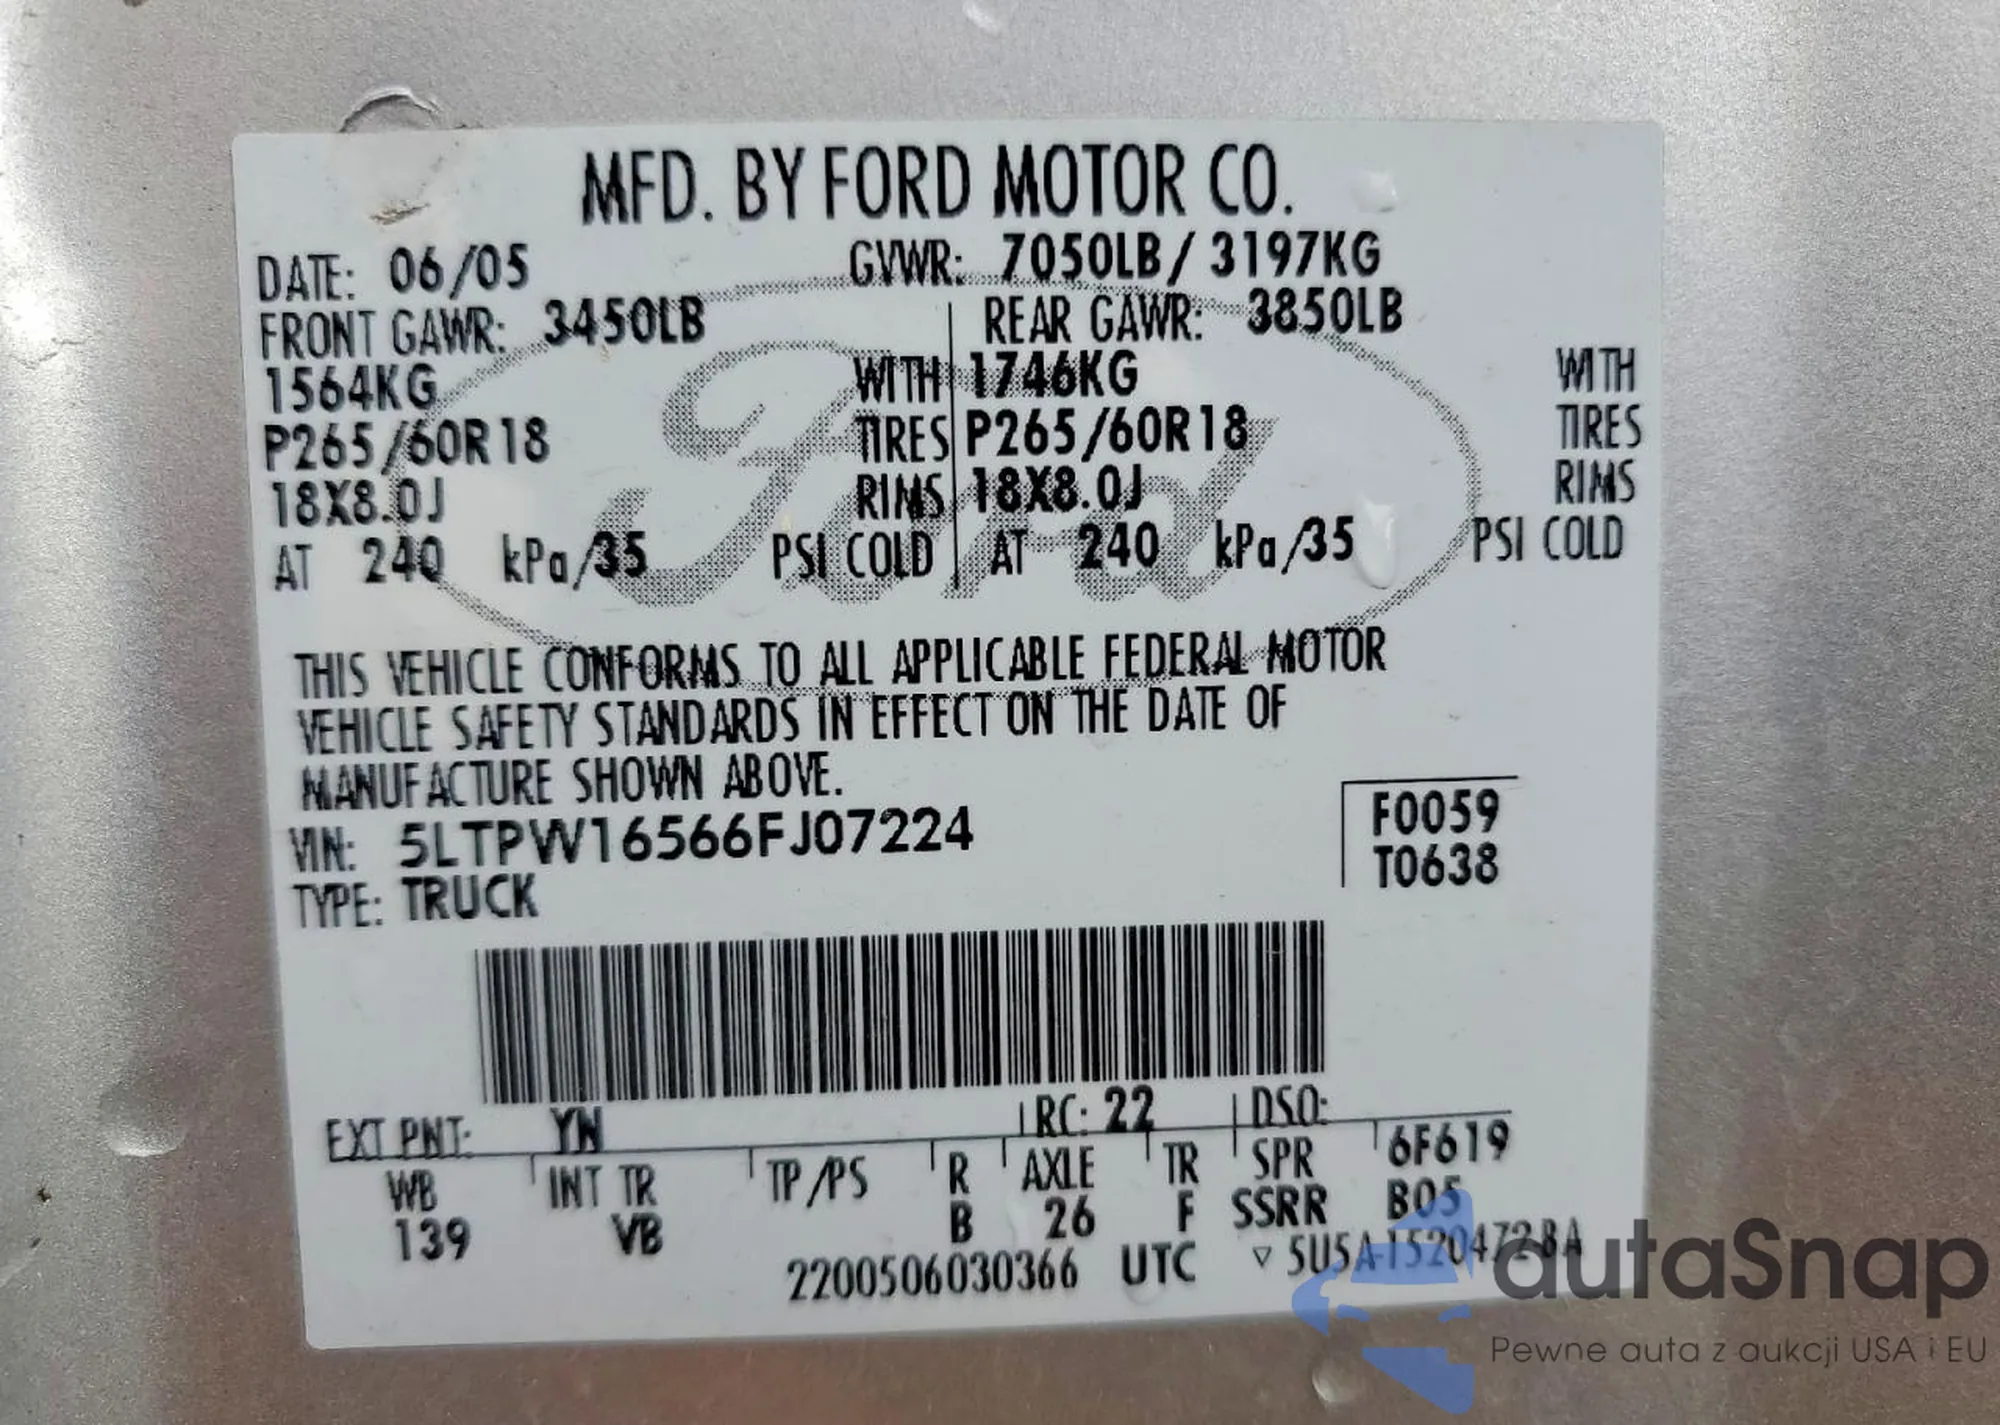 MFD. BY FORD MOTOR CO.
DATE: 06/05 GVWR: 7050LB / 3197KG
FRONT GAWR: 3450LB REAR GAWR: 3850LB
1564KG WITH 1746KG WITH
P265/60R18 TIRES P265/60R18 TIRES
18X8.0J RIMS 18X8.0J RIMS
AT 240 kPa/35 PSI COLD AT 240 kPa/35 PSI COLD
Ford
THIS VEHICLE CONFORMS TO ALL APPLICABLE FEDERAL MOTOR
VEHICLE SAFETY STANDARDS IN EFFECT ON THE DATE OF
MANUFACTURE SHOWN ABOVE.
VIN: 5LTPW16566FJ07224 F0059
TYPE: TRUCK T0638
EXT PNT: YN RC: 22 DSO:
WB INT TR TP/PS R AXLE TR SPR 6F619
139 VB B 26 F SSRR B05
2200506030366 UTC ▽ 5U5A-1520472-BA
autaSnap
Pewne auta z aukcji USA i EU